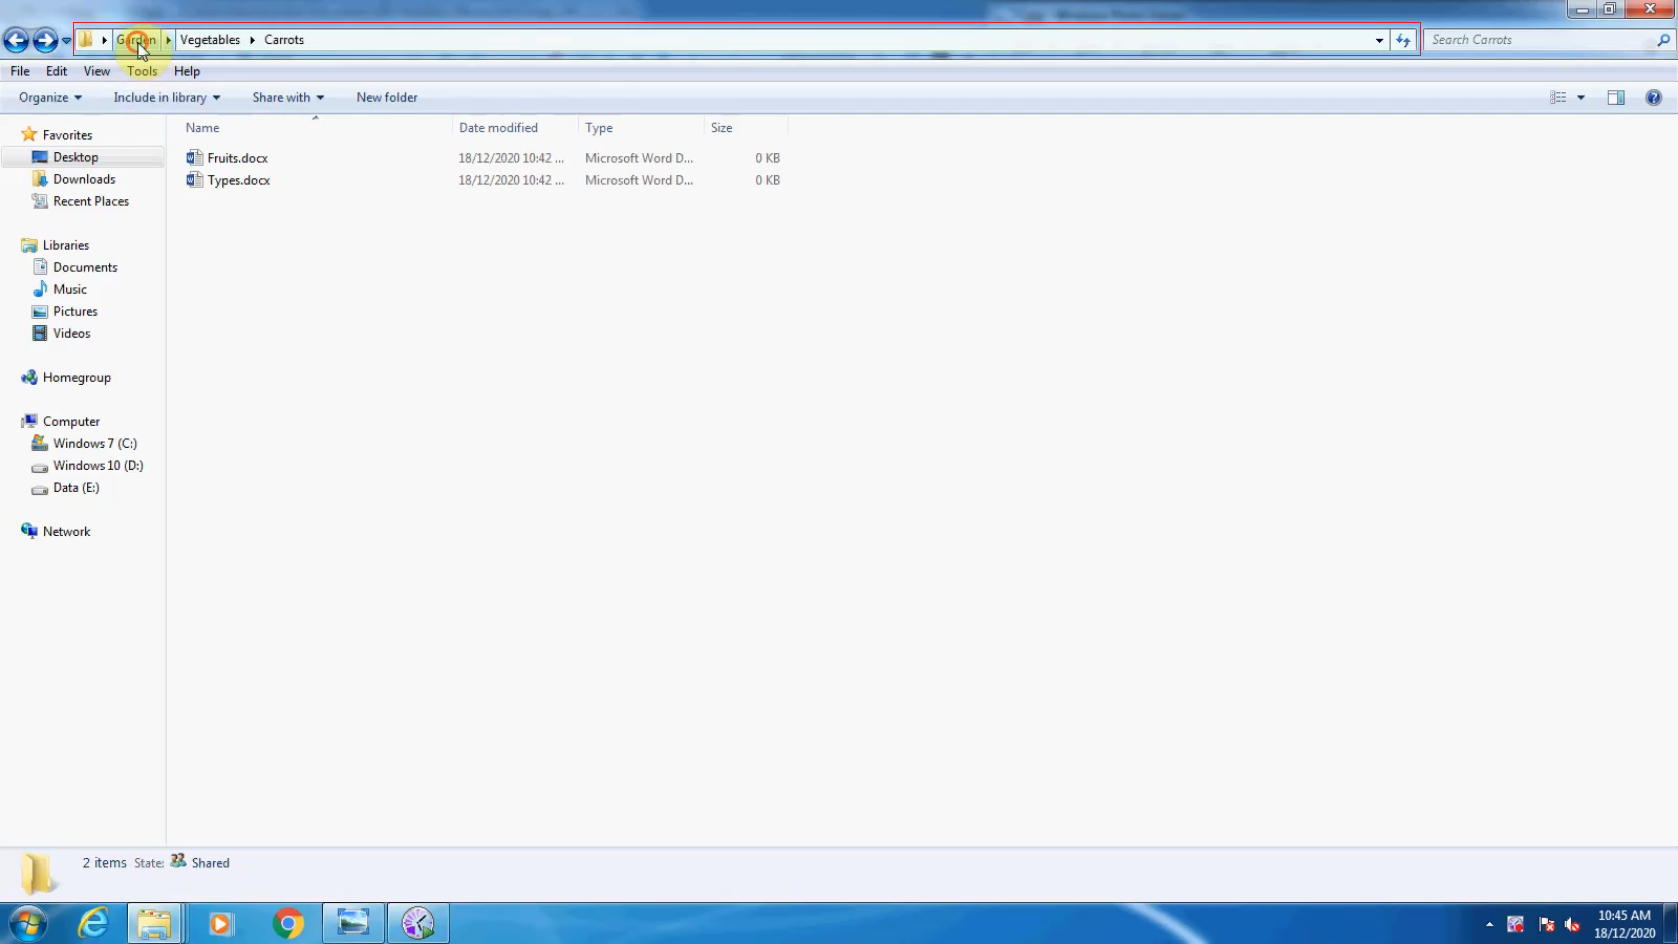 Garden Vegetables Carrots Search Carrots
File Edit View Tools Help
Organize Include in library Share with New folder
Name Date modified Type Size
Fruits.docx 18/12/2020 10:42 ... Microsoft Word D... 0 KB
Types.docx 18/12/2020 10:42 ... Microsoft Word D... 0 KB
Favorites
Desktop
Downloads
Recent Places
Libraries
Documents
Music
Pictures
Videos
Homegroup
Computer
Windows 7 (C:)
Windows 10 (D:)
Data (E:)
Network
2 items State: Shared
10:45 AM
18/12/2020